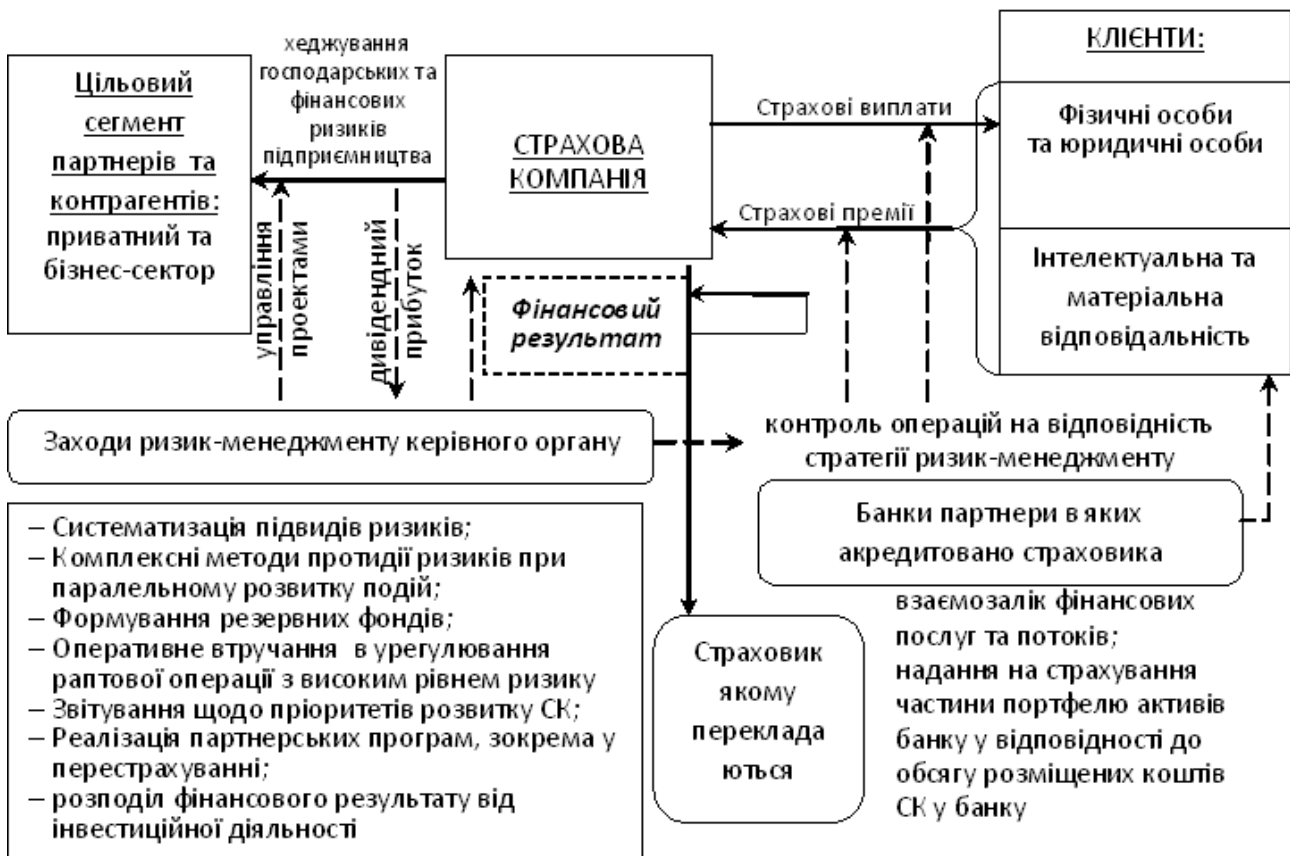 Цільовий
сегмент
партнерів та
контрагентів:
приватний та
бізнес-сектор
хеджування
господарських та
фінансових
ризиків
підприємництва
управління
проектами
дивідендний
прибуток
СТРАХОВА
КОМПАНІЯ
Страхові виплати
Страхові премії
КЛІЄНТИ:
Фізичні особи
та юридичні особи
Інтелектуальна та
матеріальна
відповідальність
Фінансовий
результат
Заходи ризик-менеджменту керівного органу
контроль операцій на відповідність
стратегії ризик-менеджменту
– Систематизація підвидів ризиків;
– Комплексні методи протидії ризиків при
паралельному розвитку подій;
– Формування резервних фондів;
– Оперативне втручання в урегулювання
раптової операції з високим рівнем ризику
– Звітування щодо пріоритетів розвитку СК;
– Реалізація партнерських програм, зокрема у
перестрахуванні;
– розподіл фінансового результату від
інвестиційної діяльності
Страховик
якому
переклада
ються
Банки партнери в яких
акредитовано страховика
взаємозалік фінансових
послуг та потоків;
надання на страхування
частини портфелю активів
банку у відповідності до
обсягу розміщених коштів
СК у банку